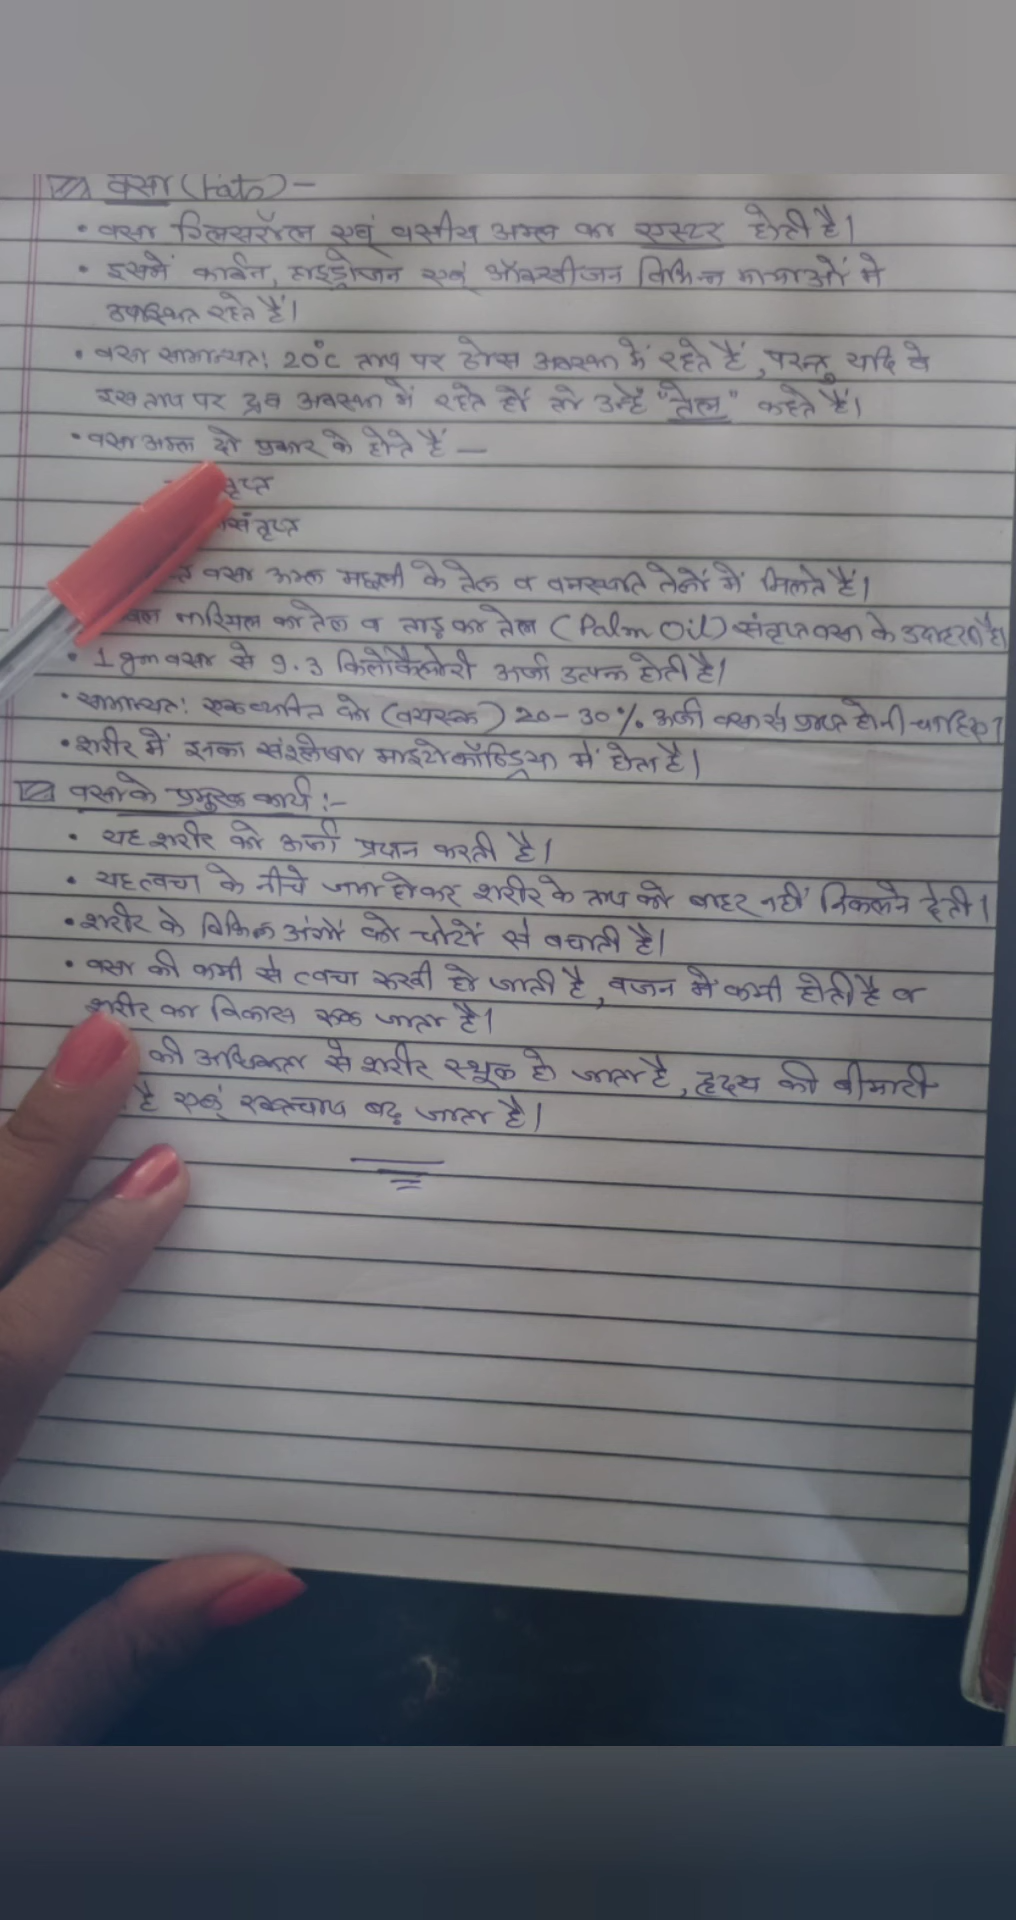 वसा (Fats) –
• वसा ग्लिसरॉल एवं वसीय अम्ल का एस्टर होती है।
• इसमें कार्बन, हाइड्रोजन एवं ऑक्सीजन विभिन्न मात्राओं में
उपस्थित रहते हैं।
• वसा सामान्यतः 20°C ताप पर ठोस अवस्था में रहते हैं, परन्तु यदि वे
इस ताप पर द्रव अवस्था में रहते हों तो उन्हें "तेल" कहते हैं।
• वसा अम्ल दो प्रकार के होते हैं —
तृप्त
संतृप्त
वसा अम्ल मछली के तेल व वनस्पति तेलों में मिलते हैं।
नारियल का तेल व ताड़ का तेल (Palm Oil) संतृप्त वसा के उदाहरण है।
• 1 gm वसा से 9.3 किलोकैलोरी ऊर्जा उत्पन्न होती है।
• सामान्यतः एक व्यक्ति को (वयस्क) 20-30% ऊर्जा वसा से प्राप्त होनी चाहिए।
• शरीर में इनका संश्लेषण माइटोकॉण्ड्रिया में होता है।
वसा के प्रमुख कार्य :-
• यह शरीर को ऊर्जा प्रदान करती है।
• यह त्वचा के नीचे जमा होकर शरीर के ताप को बाहर नहीं निकलने देती।
• शरीर के विभिन्न अंगों को चोटों से बचाती है।
• वसा की कमी से त्वचा रूखी हो जाती है, वजन में कमी होती है व
शरीर का विकास रूक जाता है।
की अधिकता से शरीर स्थूल हो जाता है, हृदय की बीमारी
है एवं रक्तचाप बढ़ जाता है।